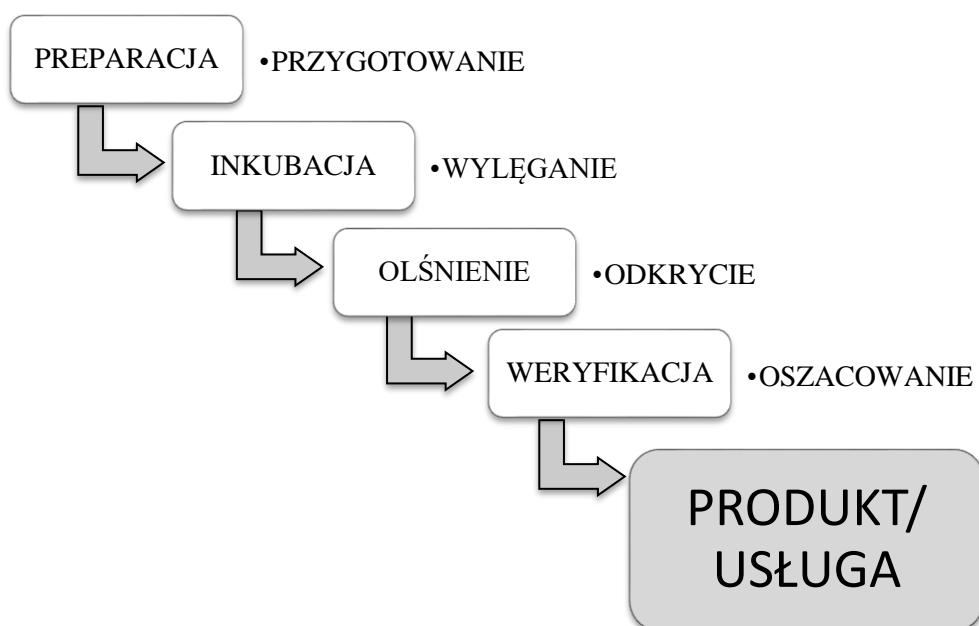 PREPARACJA •PRZYGOTOWANIE
INKUBACJA •WYLĘGANIE
OLŚNIENIE •ODKRYCIE
WERYFIKACJA •OSZACOWANIE
PRODUKT/
USŁUGA